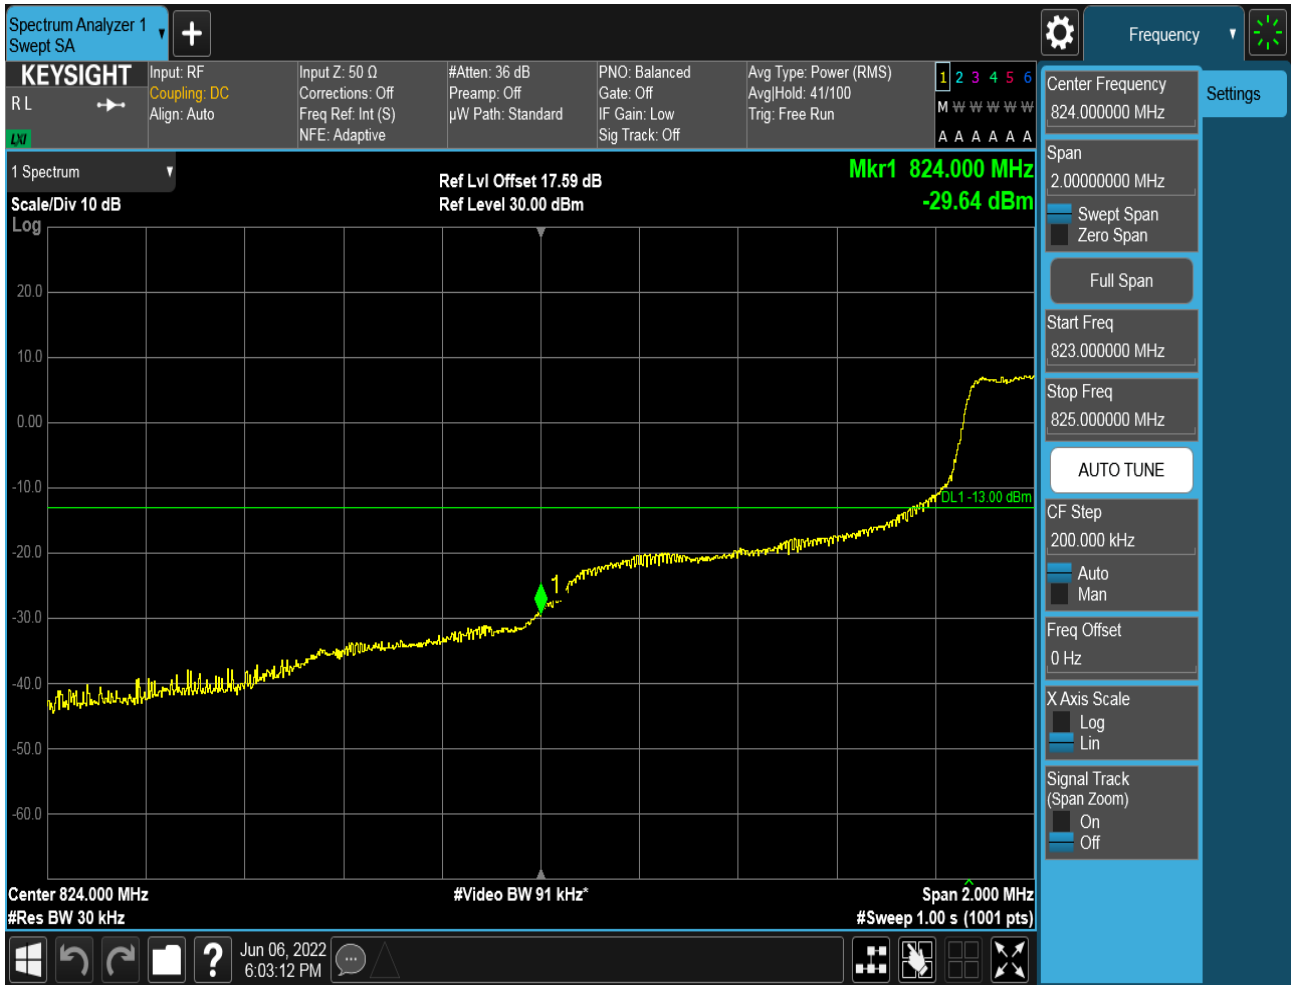 Spectrum Analyzer 1
Swept SA
+
Frequency
KEYSIGHT
R L
LXI
Input: RF
Coupling: DC
Align: Auto
Input Z: 50 Ω
Corrections: Off
Freq Ref: Int (S)
NFE: Adaptive
#Atten: 36 dB
Preamp: Off
µW Path: Standard
PNO: Balanced
Gate: Off
IF Gain: Low
Sig Track: Off
Avg Type: Power (RMS)
Avg|Hold: 41/100
Trig: Free Run
1 2 3 4 5 6
M W W W W W
A A A A A A
1 Spectrum
Scale/Div 10 dB
Log
Ref Lvl Offset 17.59 dB
Ref Level 30.00 dBm
Mkr1 824.000 MHz
-29.64 dBm
20.0
10.0
0.00
-10.0
-20.0
-30.0
-40.0
-50.0
-60.0
DL1 -13.00 dBm
1
Center 824.000 MHz
#Res BW 30 kHz
#Video BW 91 kHz*
Span 2.000 MHz
#Sweep 1.00 s (1001 pts)
Center Frequency
824.000000 MHz
Span
2.00000000 MHz
Swept Span
Zero Span
Full Span
Start Freq
823.000000 MHz
Stop Freq
825.000000 MHz
AUTO TUNE
CF Step
200.000 kHz
Auto
Man
Freq Offset
0 Hz
X Axis Scale
Log
Lin
Signal Track
(Span Zoom)
On
Off
Settings
?
Jun 06, 2022
6:03:12 PM